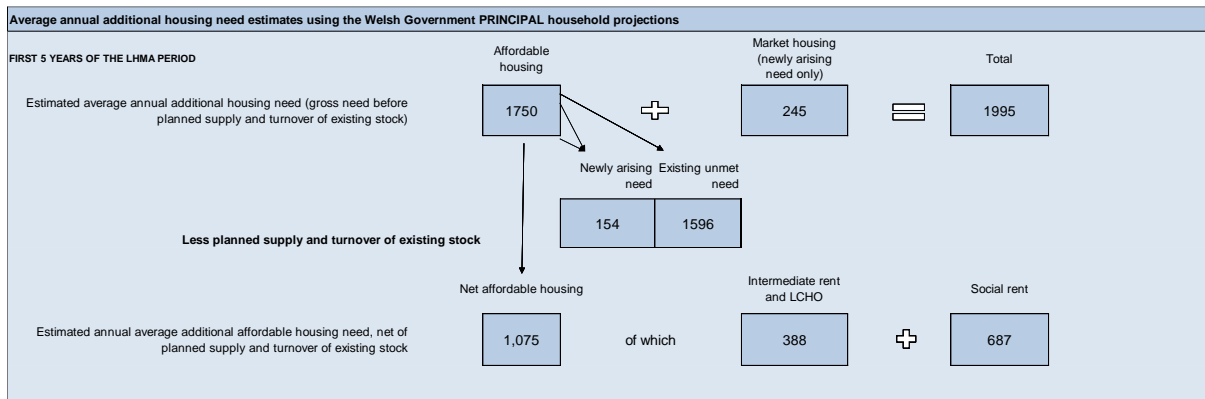 Average annual additional housing need estimates using the Welsh Government PRINCIPAL household projections
FIRST 5 YEARS OF THE LHMA PERIOD
Affordable
housing
Market housing
(newly arising
need only)
Total
Estimated average annual additional housing need (gross need before
planned supply and turnover of existing stock)
1750
245
1995
Newly arising
need
Existing unmet
need
154
1596
Less planned supply and turnover of existing stock
Net affordable housing
Intermediate rent
and LCHO
Social rent
Estimated annual average additional affordable housing need, net of
planned supply and turnover of existing stock
1,075
of which
388
687